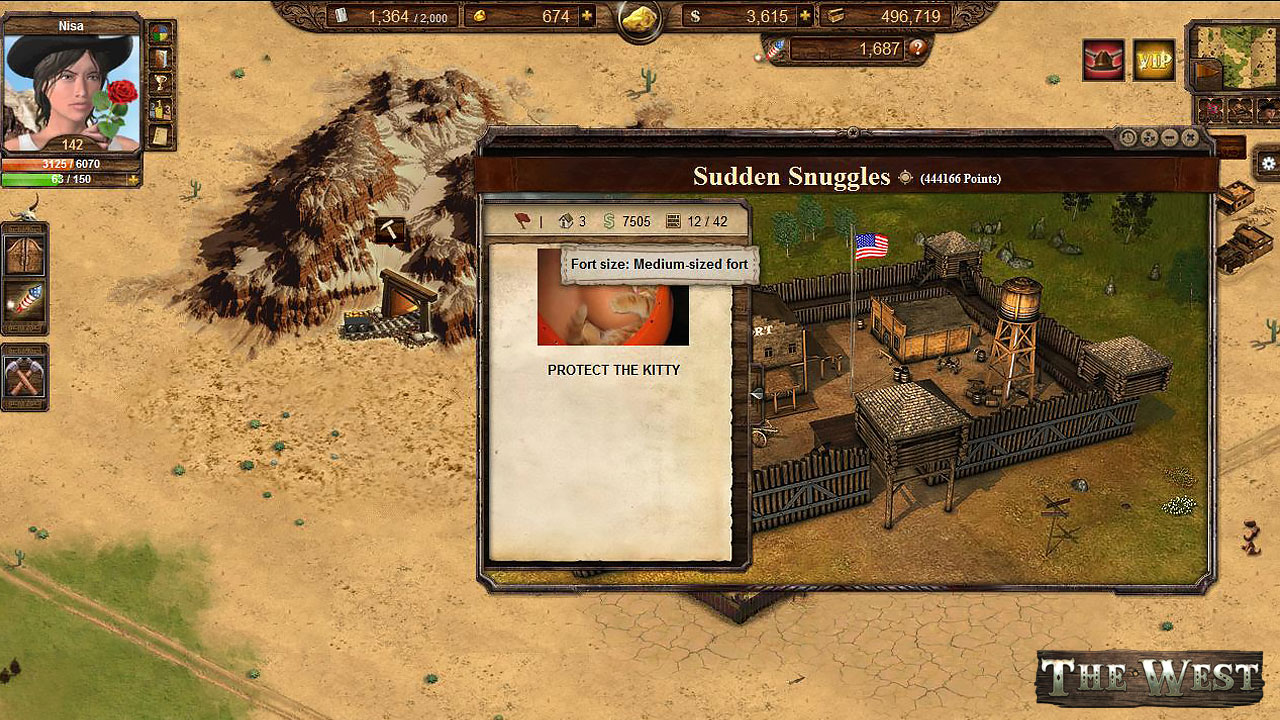 Nisa
142
3125 / 6070
63 / 150
1,364 / 2,000
674
$ 3,615
496,719
1,687 ?
VIP
Sudden Snuggles (444166 Points)
3 7505 12 / 42
Fort size: Medium-sized fort
PROTECT THE KITTY
THE WEST